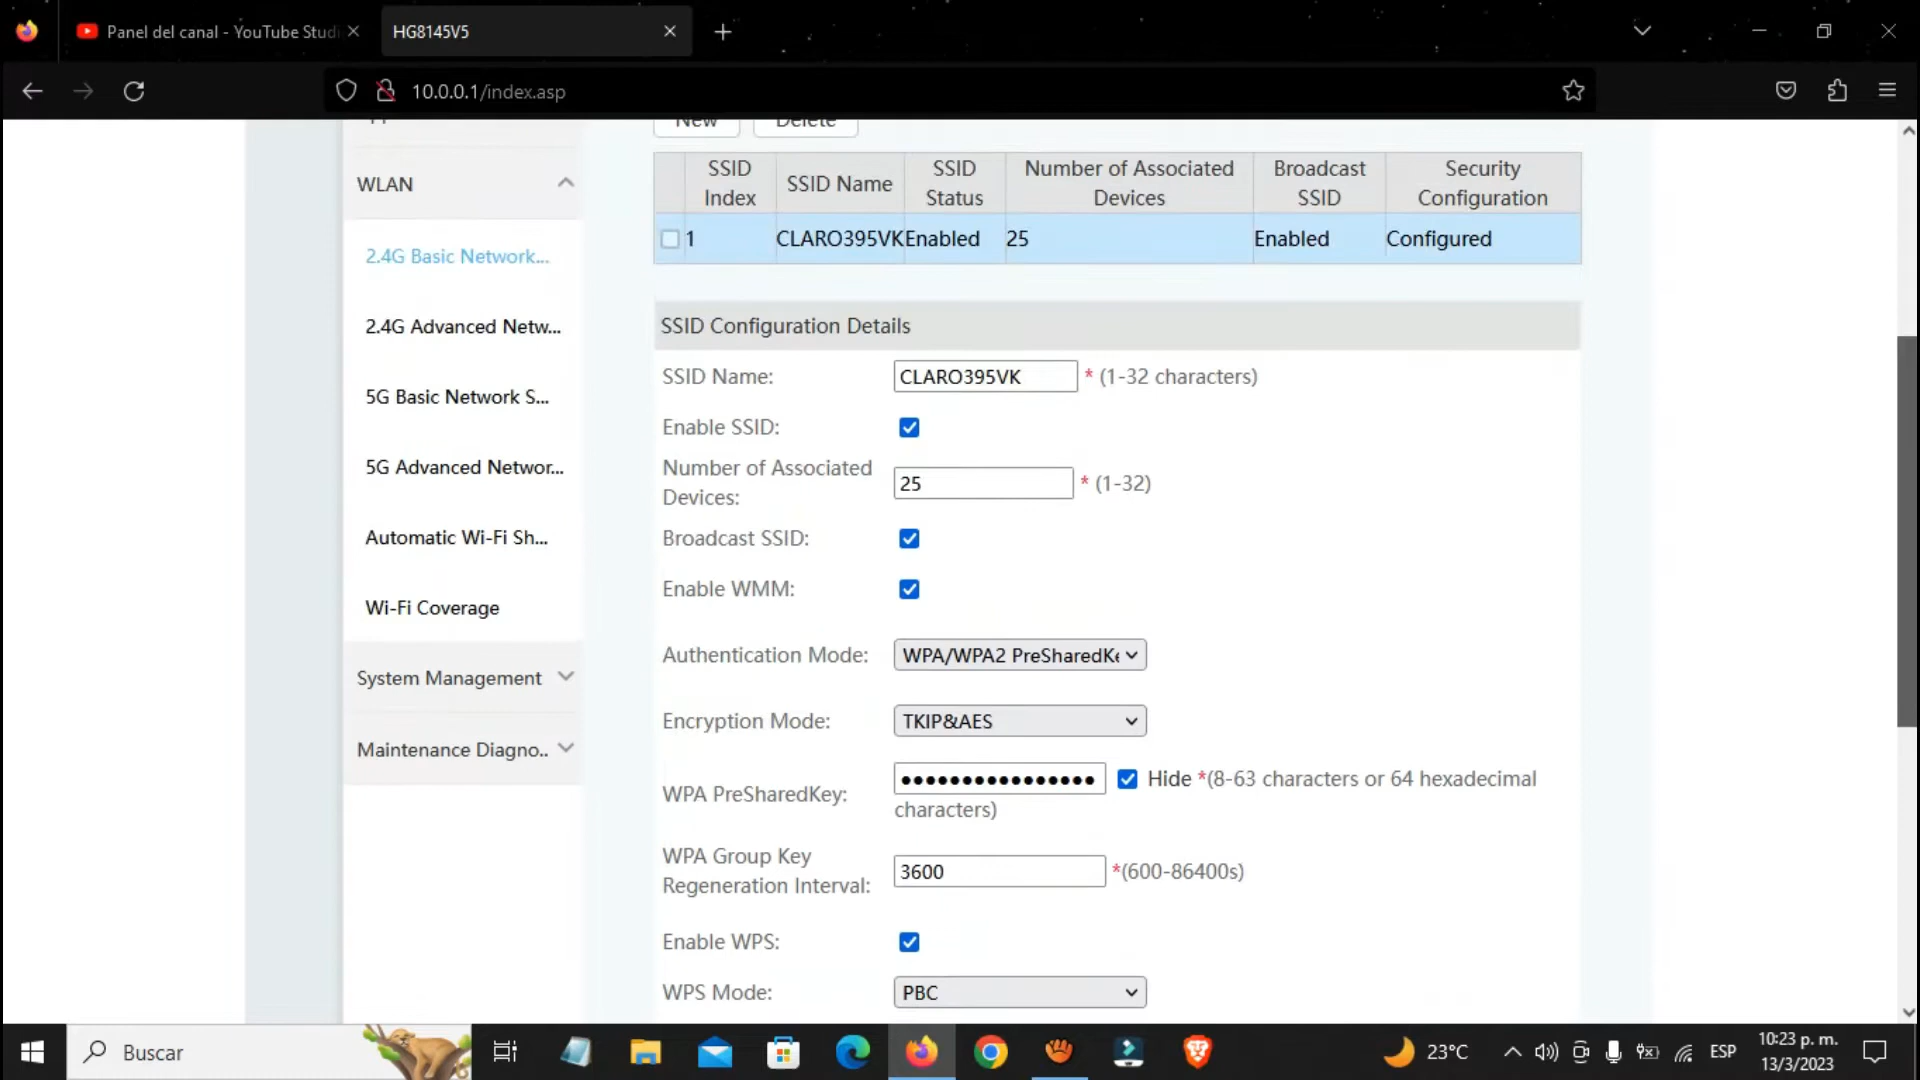 Panel del canal - YouTube Studi
HG8145V5
10.0.0.1/index.asp
New Delete
WLAN
2.4G Basic Network...
2.4G Advanced Netw...
5G Basic Network S...
5G Advanced Networ...
Automatic Wi-Fi Sh...
Wi-Fi Coverage
System Management
Maintenance Diagno..
SSID Index
SSID Name
SSID Status
Number of Associated Devices
Broadcast SSID
Security Configuration
1 CLARO395VK Enabled 25 Enabled Configured
SSID Configuration Details
SSID Name: CLARO395VK * (1-32 characters)
Enable SSID:
Number of Associated
Devices: 25 * (1-32)
Broadcast SSID:
Enable WMM:
Authentication Mode: WPA/WPA2 PreSharedKe
Encryption Mode: TKIP&AES
WPA PreSharedKey: •••••••••••••••• Hide *(8-63 characters or 64 hexadecimal
characters)
WPA Group Key
Regeneration Interval: 3600 *(600-86400s)
Enable WPS:
WPS Mode: PBC
Buscar
23°C
ESP
10:23 p. m.
13/3/2023